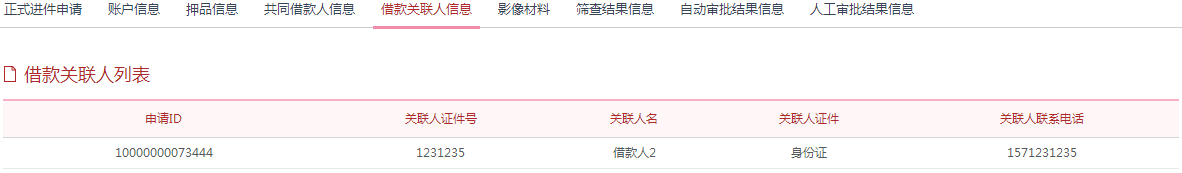 正式进件申请 账户信息 押品信息 共同借款人信息 借款关联人信息 影像材料 筛查结果信息 自动审批结果信息 人工审批结果信息
借款关联人列表
申请ID 关联人证件号 关联人名 关联人证件 关联人联系电话
10000000073444 1231235 借款人2 身份证 1571231235